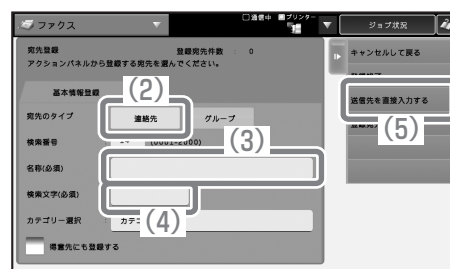 ファクス
通信中 プリンター
ジョブ状況
宛先登録 登録宛先件数 : 0
アクションパネルから登録する宛先を選んでください。
キャンセルして戻る
基本情報登録
(2)
送信先を直接入力する
宛先のタイプ 連絡先 グループ
(5)
検索番号 (0001-2000)
(3)
名称(必須)
検索文字(必須)
(4)
カテゴリー選択 :
得意先にも登録する